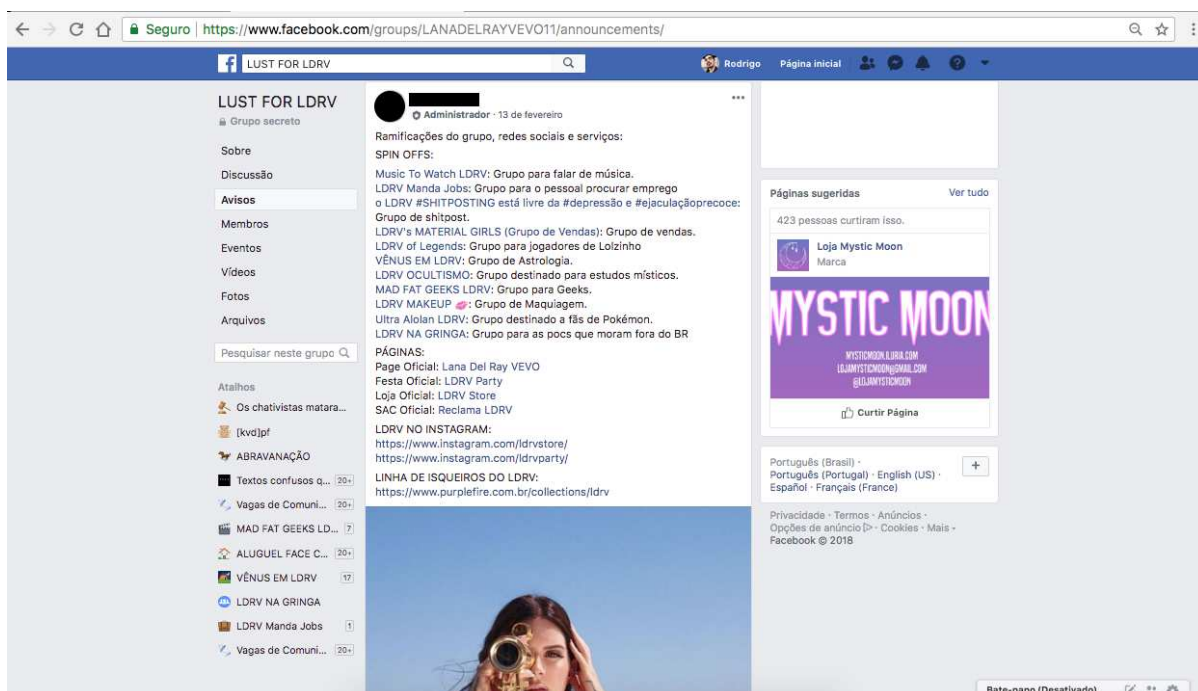 Seguro | https://www.facebook.com/groups/LANADELRAYVEVO11/announcements/
LUST FOR LDRV
Rodrigo
Página inicial
LUST FOR LDRV
Grupo secreto
Sobre
Discussão
Avisos
Membros
Eventos
Vídeos
Fotos
Arquivos
Pesquisar neste grupo
Atalhos
Os chativistas matara...
[kvd]pf
ABRAVANAÇÃO
Textos confusos q... 20+
Vagas de Comuni... 20+
MAD FAT GEEKS LD... 7
ALUGUEL FACE C... 20+
VÊNUS EM LDRV 17
LDRV NA GRINGA
LDRV Manda Jobs 1
Vagas de Comuni... 20+
Administrador · 13 de fevereiro
Ramificações do grupo, redes sociais e serviços:
SPIN OFFS:
Music To Watch LDRV: Grupo para falar de música.
LDRV Manda Jobs: Grupo para o pessoal procurar emprego
o LDRV #SHITPOSTING está livre da #depressão e #ejaculaçãoprecoce:
Grupo de shitpost.
LDRV's MATERIAL GIRLS (Grupo de Vendas): Grupo de vendas.
LDRV of Legends: Grupo para jogadores de Lolzinho
VÊNUS EM LDRV: Grupo de Astrologia.
LDRV OCULTISMO: Grupo destinado para estudos místicos.
MAD FAT GEEKS LDRV: Grupo para Geeks.
LDRV MAKEUP 💋: Grupo de Maquiagem.
Ultra Alolan LDRV: Grupo destinado a fãs de Pokémon.
LDRV NA GRINGA: Grupo para as pocs que moram fora do BR
PÁGINAS:
Page Oficial: Lana Del Ray VEVO
Festa Oficial: LDRV Party
Loja Oficial: LDRV Store
SAC Oficial: Reclama LDRV
LDRV NO INSTAGRAM:
https://www.instagram.com/ldrvstore/
https://www.instagram.com/ldrvparty/
LINHA DE ISQUEIROS DO LDRV:
https://www.purplefire.com.br/collections/ldrv
Páginas sugeridas
Ver tudo
423 pessoas curtiram isso.
Loja Mystic Moon
Marca
MYSTIC MOON
MYSTICMOON.ILURIA.COM
LOJAMYSTICMOON@GMAIL.COM
@LOJAMYSTICMOON
Curtir Página
Português (Brasil) ·
Português (Portugal) · English (US) ·
Español · Français (France)
Privacidade · Termos · Anúncios ·
Opções de anúncio · Cookies · Mais
Facebook © 2018
Bate-papo (Desativado)